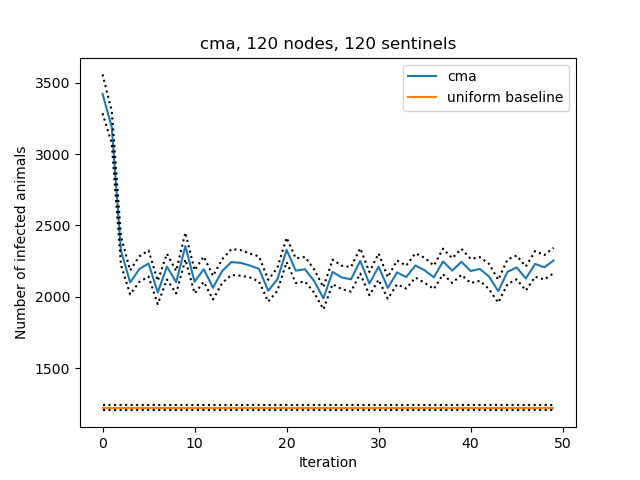 cma, 120 nodes, 120 sentinels
cma
uniform baseline
3500
3000
2500
2000
1500
Number of infected animals
0 10 20 30 40 50
Iteration